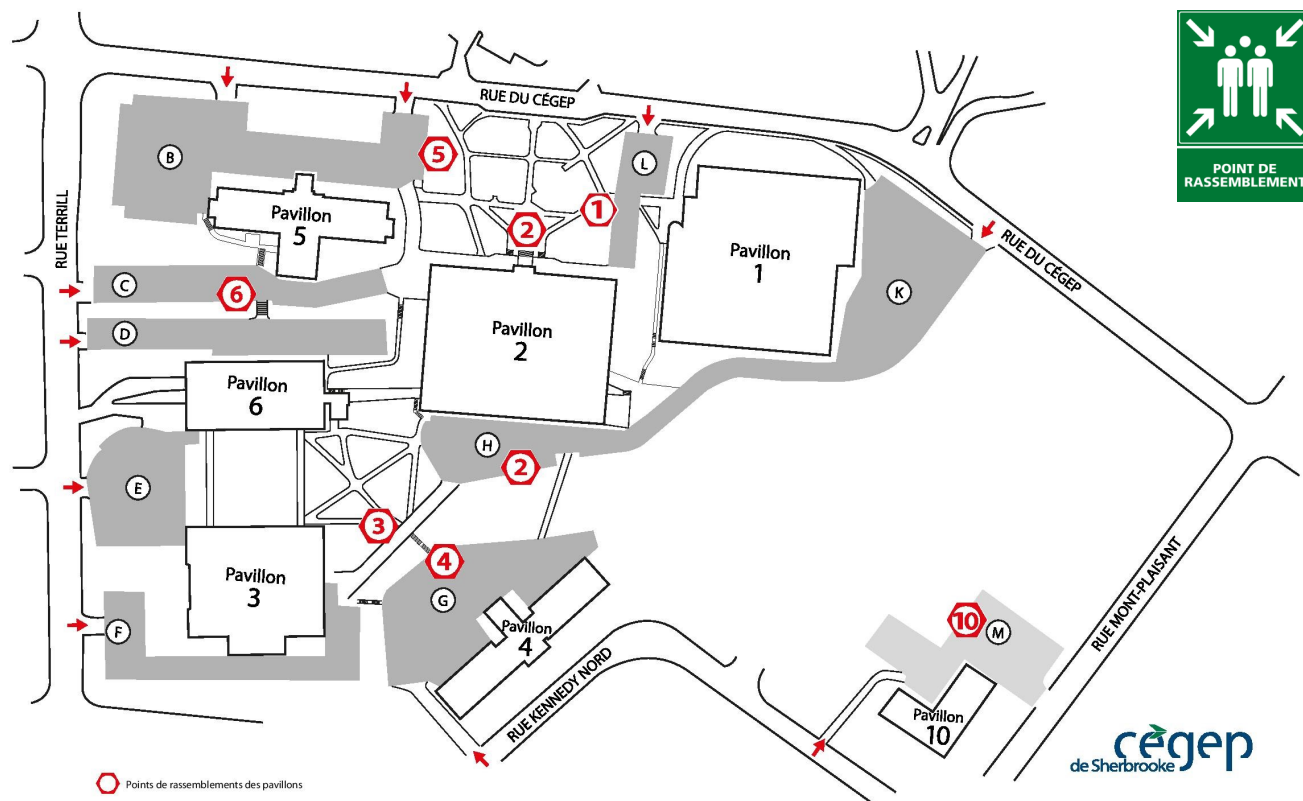 RUE DU CÉGEP
POINT DE
RASSEMBLEMENT
B
5
L
RUE TERRILL
Pavillon
5
1
2
Pavillon
1
RUE DU CÉGEP
C
6
K
D
Pavillon
2
Pavillon
6
H
2
E
3
4
Pavillon
3
G
F
Pavillon
4
10
M
RUE MONT-PLAISANT
RUE KENNEDY NORD
Pavillon
10
cégep
de Sherbrooke
Points de rassemblements des pavillons